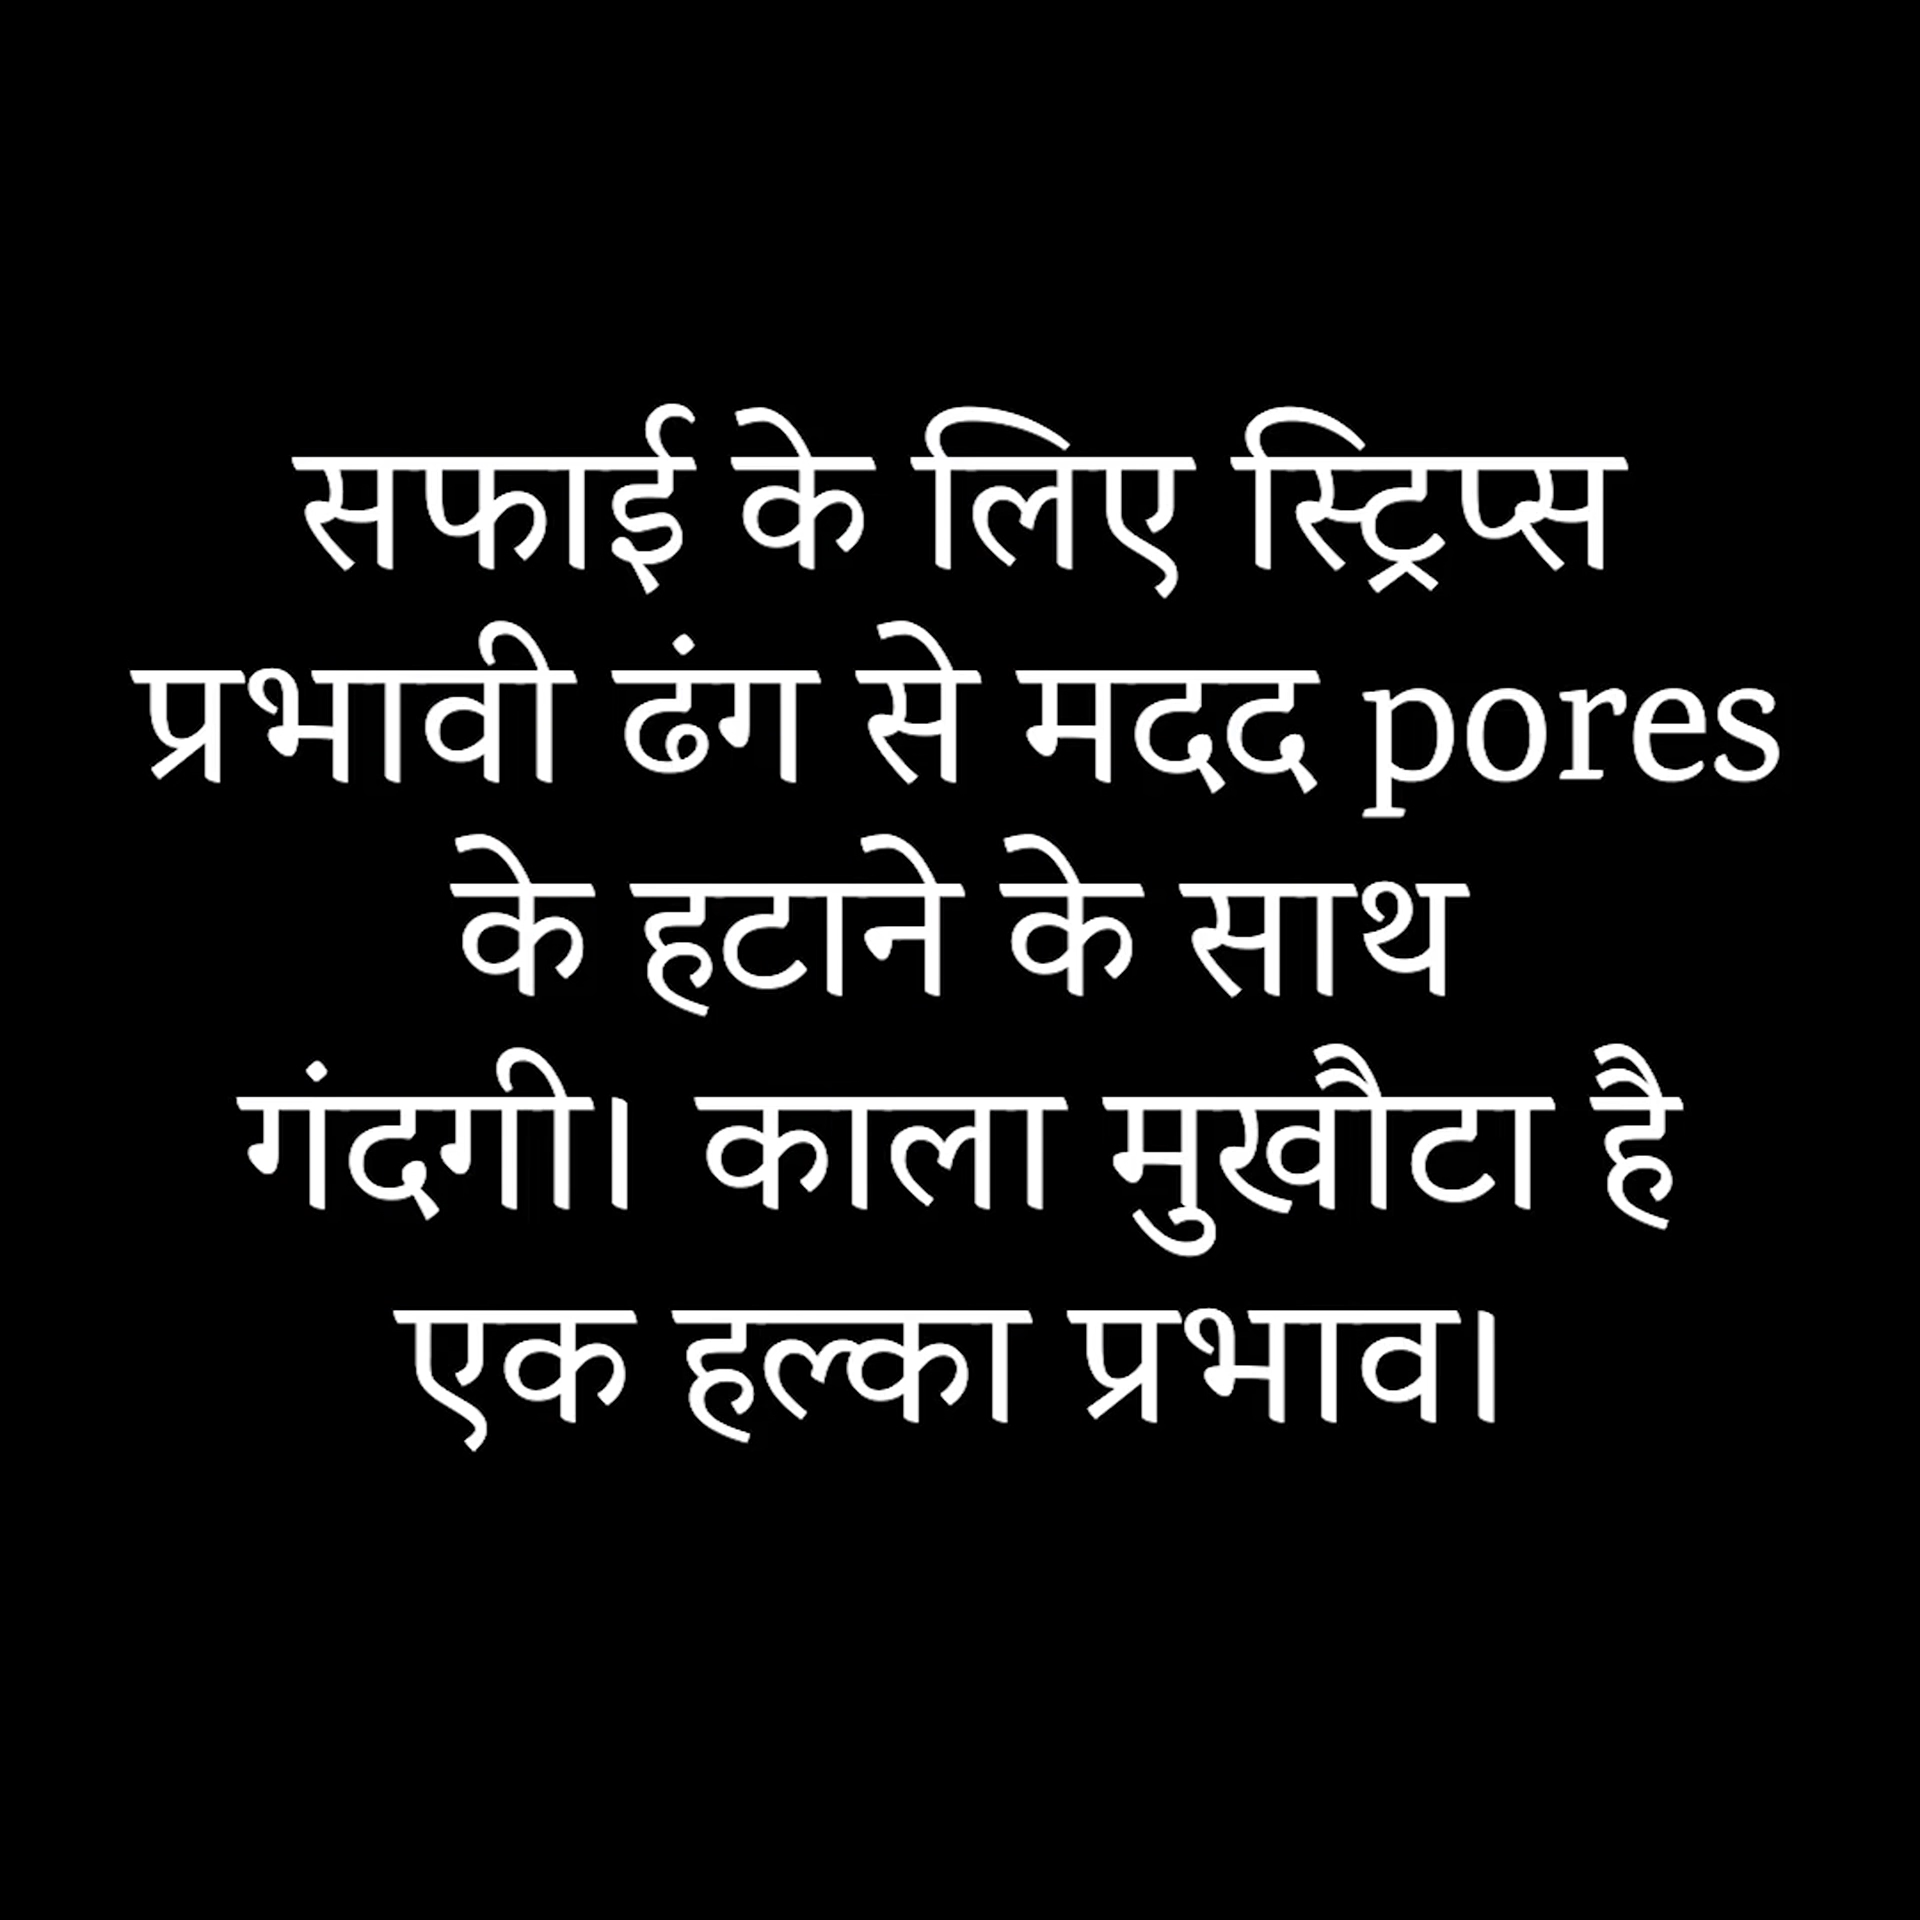 सफाई के लिए स्ट्रिप्स
प्रभावी ढंग से मदद pores
के हटाने के साथ
गंदगी। काला मुखौटा है
एक हल्का प्रभाव।